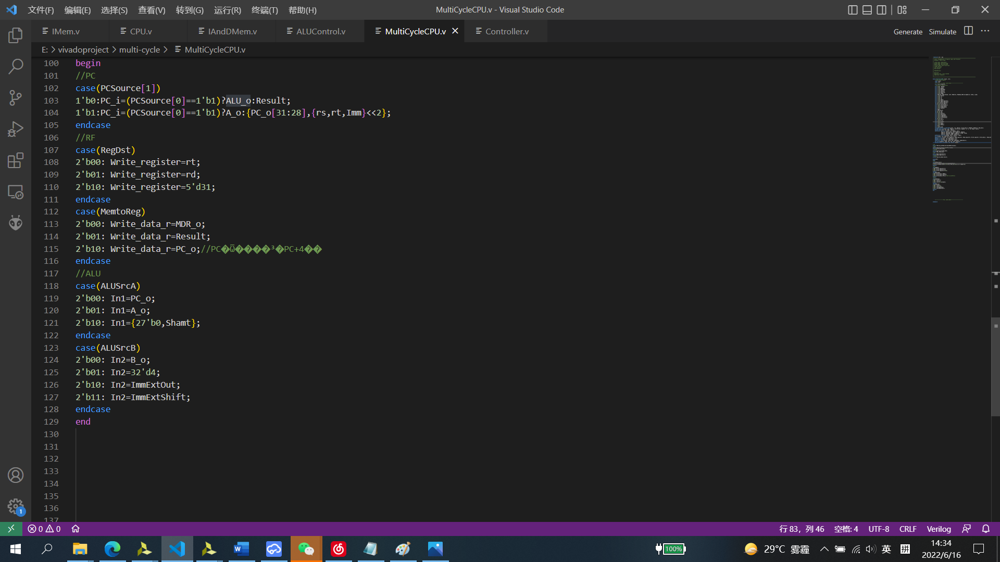 文件(F) 编辑(E) 选择(S) 查看(V) 转到(G) 运行(R) 终端(T) 帮助(H) MultiCycleCPU.v - Visual Studio Code
IMem.v CPU.v IAndDMem.v ALUControl.v MultiCycleCPU.v Controller.v Generate Simulate
E: > vivadoproject > multi-cycle > MultiCycleCPU.v
100 begin
101 //PC
102 case(PCSource[1])
103 1'b0:PC_i=(PCSource[0]==1'b1)?ALU_o:Result;
104 1'b1:PC_i=(PCSource[0]==1'b1)?A_o:{PC_o[31:28],{rs,rt,Imm}<<2};
105 endcase
106 //RF
107 case(RegDst)
108 2'b00: Write_register=rt;
109 2'b01: Write_register=rd;
110 2'b10: Write_register=5'd31;
111 endcase
112 case(MemtoReg)
113 2'b00: Write_data_r=MDR_o;
114 2'b01: Write_data_r=Result;
115 2'b10: Write_data_r=PC_o;//PC�����³�PC+4��
116 endcase
117 //ALU
118 case(ALUSrcA)
119 2'b00: In1=PC_o;
120 2'b01: In1=A_o;
121 2'b10: In1={27'b0,Shamt};
122 endcase
123 case(ALUSrcB)
124 2'b00: In2=B_o;
125 2'b01: In2=32'd4;
126 2'b10: In2=ImmExtOut;
127 2'b11: In2=ImmExtShift;
128 endcase
129 end
130
131
132
133
134
135
136
137
1
0 0 行 83，列 46 空格: 4 UTF-8 CRLF Verilog
100% 29°C 雾霾 英 拼 14:34
2022/6/16